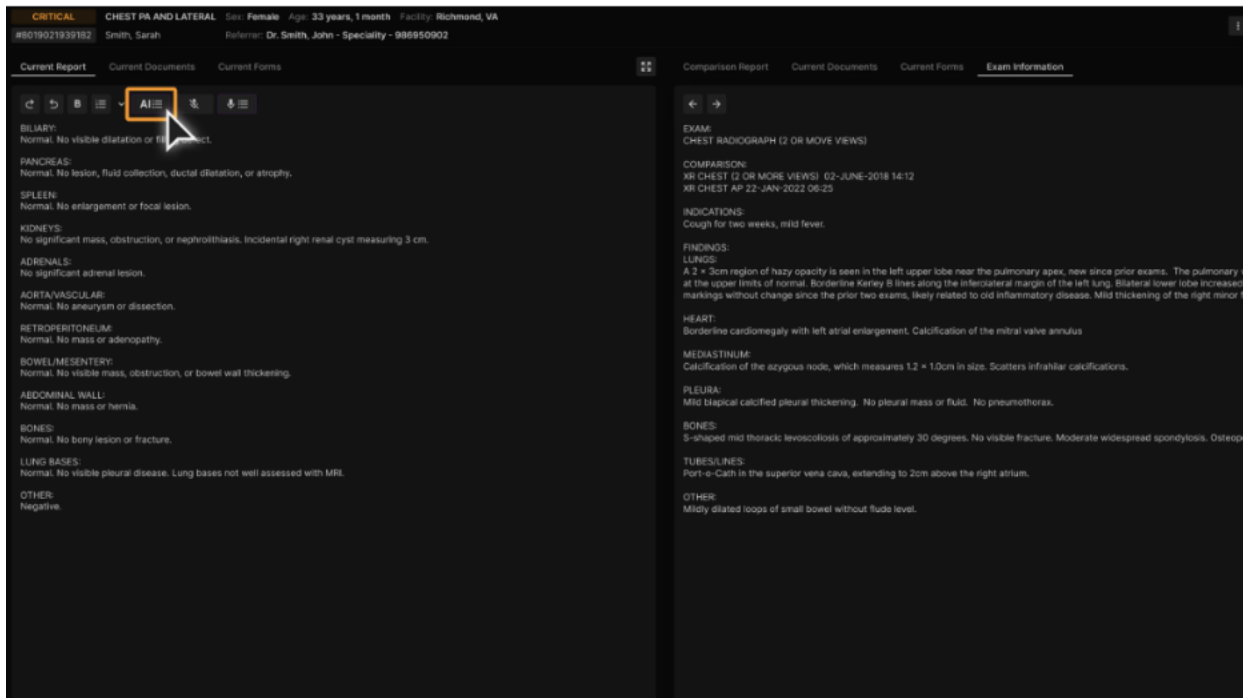 CRITICAL CHEST PA AND LATERAL Sex: Female Age: 33 years, 1 month Facility: Richmond, VA
#8019021939182 Smith, Sarah Referrer: Dr. Smith, John - Speciality - 986950902
Current Report Current Documents Current Forms
B AI
BILIARY:
Normal. No visible dilatation or
PANCREAS:
Normal. No lesion, fluid collection, ductal dilatation, or atrophy.
SPLEEN:
Normal. No enlargement or focal lesion.
KIDNEYS:
No significant mass, obstruction, or nephrolithiasis. Incidental right renal cyst measuring 3 cm.
ADRENALS:
No significant adrenal lesion.
AORTA/VASCULAR:
Normal. No aneurysm or dissection.
RETROPERITONEUM:
Normal. No mass or adenopathy.
BOWEL/MESENTERY:
Normal. No visible mass, obstruction, or bowel wall thickening.
ABDOMINAL WALL:
Normal. No mass or hernia.
BONES:
Normal. No bony lesion or fracture.
LUNG BASES:
Normal. No visible pleural disease. Lung bases not well assessed with MRI.
OTHER:
Negative.
Comparison Report Current Documents Current Forms Exam Information
EXAM:
CHEST RADIOGRAPH (2 OR MOVE VIEWS)
COMPARISON:
XR CHEST (2 OR MORE VIEWS) 02-JUNE-2018 14:12
XR CHEST AP 22-JAN-2022 06:25
INDICATIONS:
Cough for two weeks, mild fever.
FINDINGS:
LUNGS:
A 2 × 3cm region of hazy opacity is seen in the left upper lobe near the pulmonary apex, new since prior exams. The pulmonary
at the upper limits of normal. Borderline Kerley B lines along the inferolateral margin of the left lung. Bilateral lower lobe increased
markings without change since the prior two exams, likely related to old inflammatory disease. Mild thickening of the right minor
HEART:
Borderline cardiomegaly with left atrial enlargement. Calcification of the mitral valve annulus
MEDIASTINUM:
Calcification of the azygous node, which measures 1.2 × 1.0cm in size. Scatters infrahilar calcifications.
PLEURA:
Mild biapical calcified pleural thickening. No pleural mass or fluid. No pneumothorax.
BONES:
S-shaped mid thoracic levoscoliosis of approximately 30 degrees. No visible fracture. Moderate widespread spondylosis. Osteop
TUBES/LINES:
Port-o-Cath in the superior vena cava, extending to 2cm above the right atrium.
OTHER:
Mildly dilated loops of small bowel without flude level.